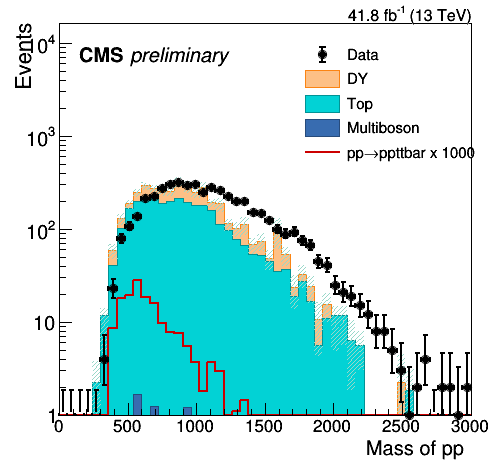 41.8 fb⁻¹ (13 TeV)
CMS preliminary
Data
DY
Top
Multiboson
pp→ppttbar x 1000
Events
10⁴
10³
10²
10
1
0 500 1000 1500 2000 2500 3000
Mass of pp